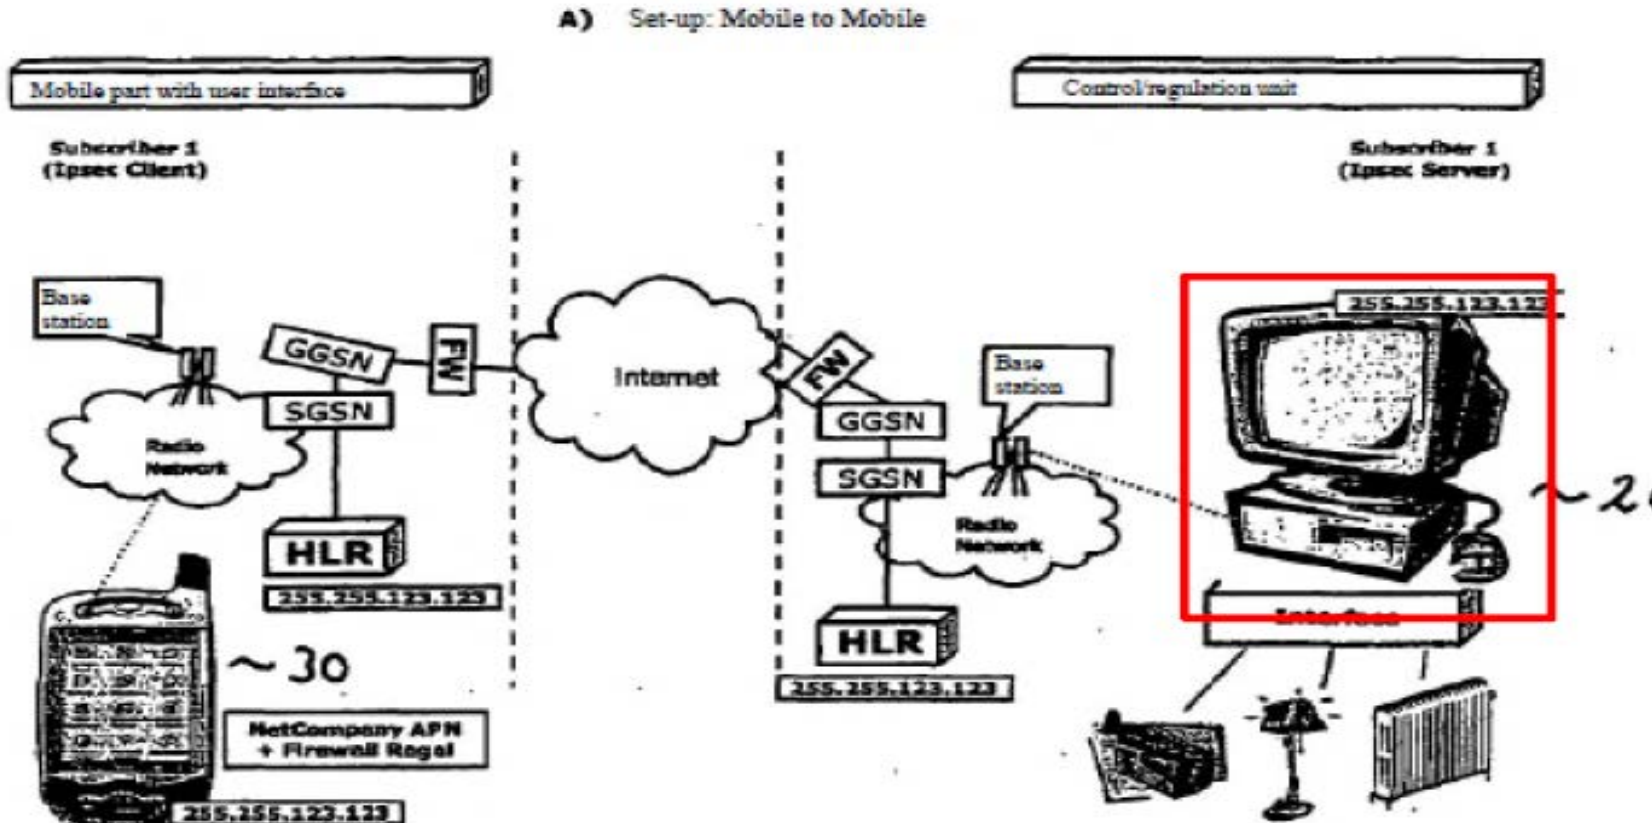 A) Set-up: Mobile to Mobile
Mobile part with user interface
Control/regulation unit
Subscriber 1
(Ipsec Client)
Subscriber 1
(Ipsec Server)
Base
station
GGSN
FW
SGSN
Radio
Network
HLR
255.255.123.123
Internet
FW
GGSN
SGSN
Base
station
Radio
Network
HLR
255.255.123.123
255.255.123.123
~ 2
Interface
~ 30
NetCompany APN
+ Firewall Regel
255.255.123.123